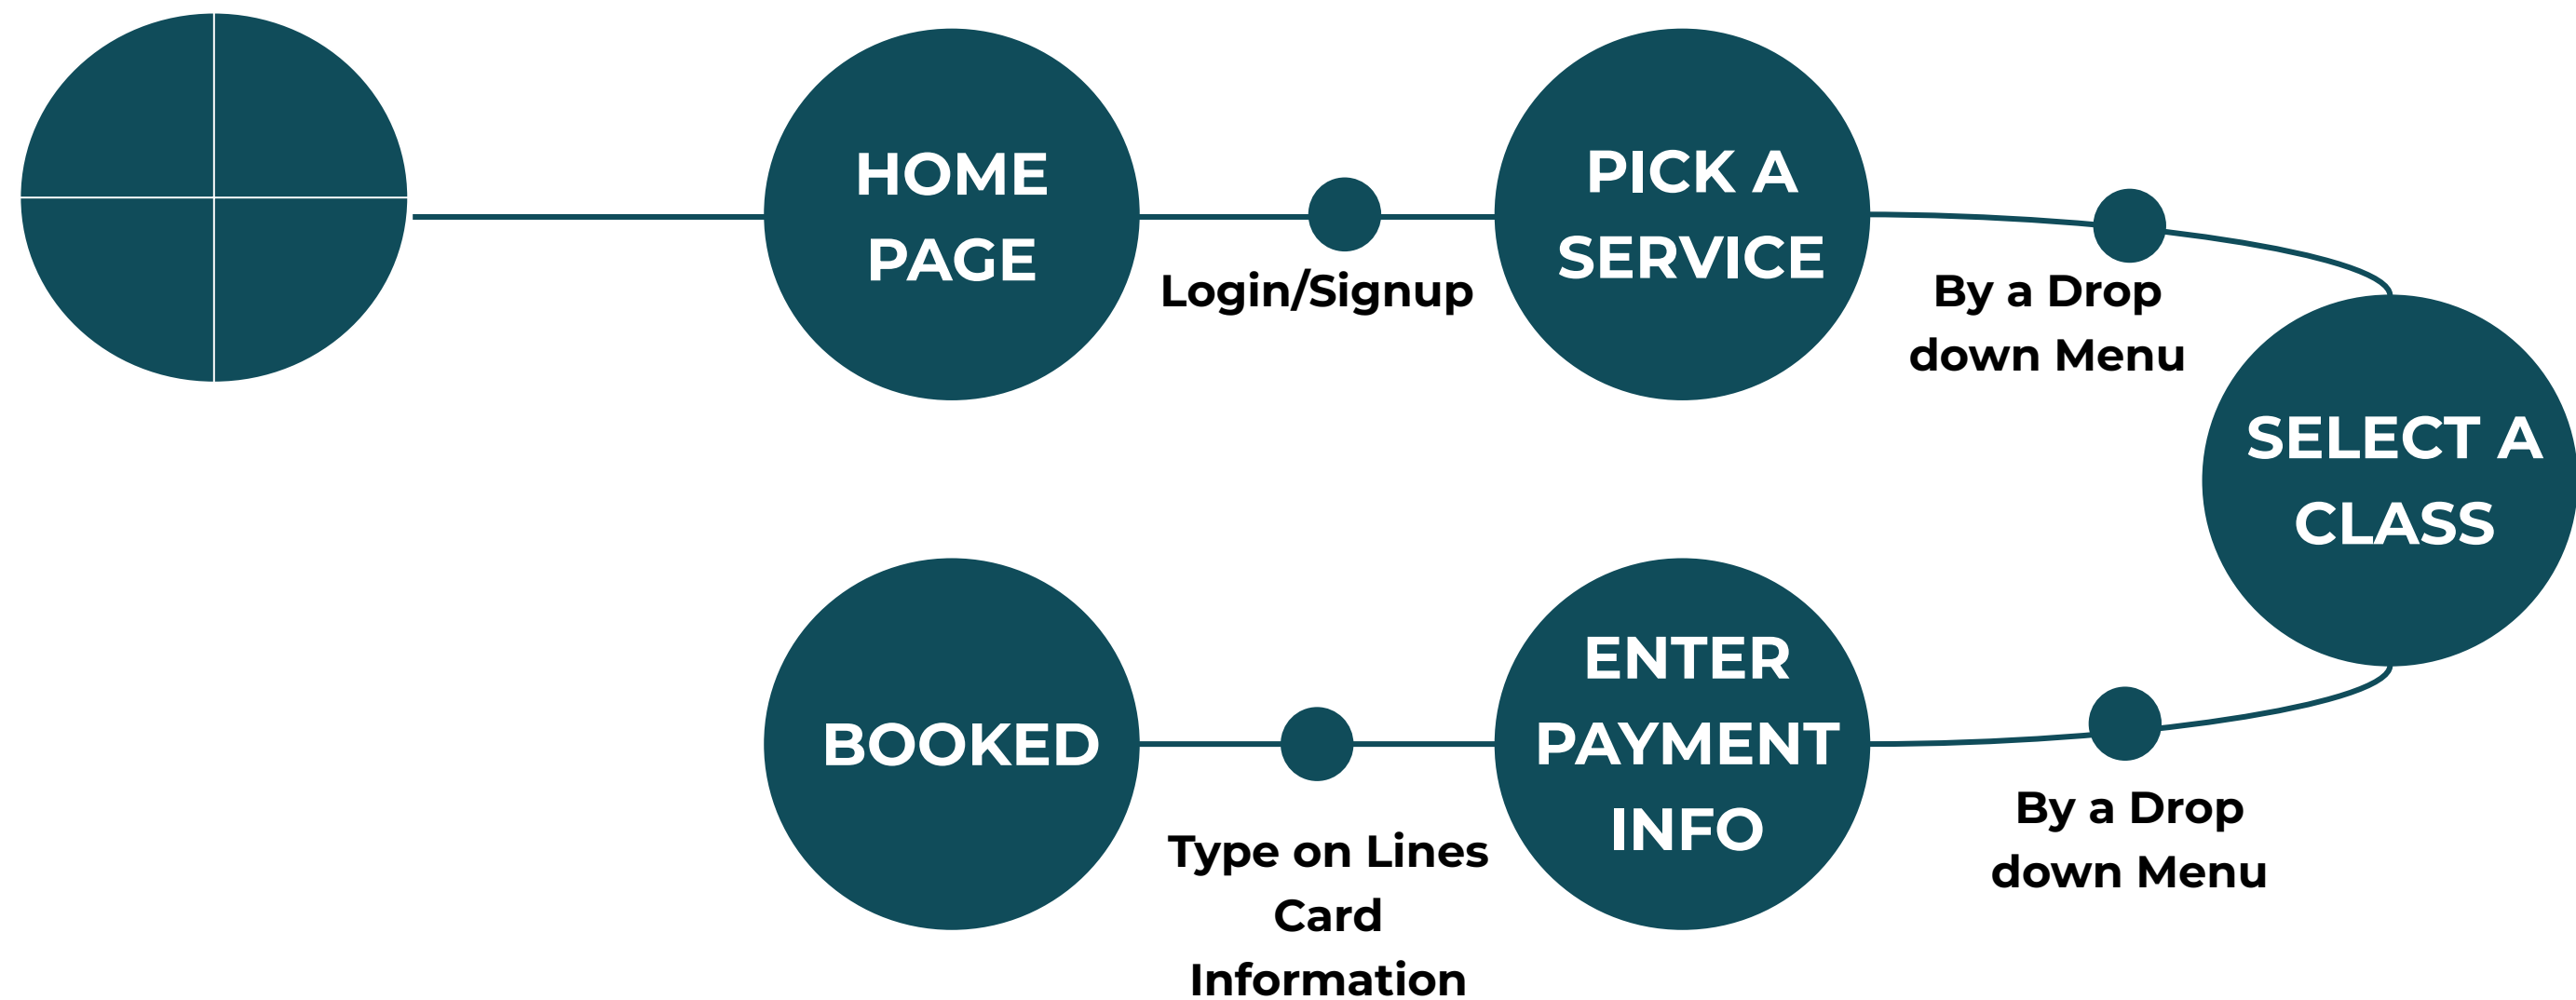 HOME
PAGE
Login/Signup
PICK A
SERVICE
By a Drop
down Menu
SELECT A
CLASS
By a Drop
down Menu
ENTER
PAYMENT
INFO
Type on Lines
Card
Information
BOOKED